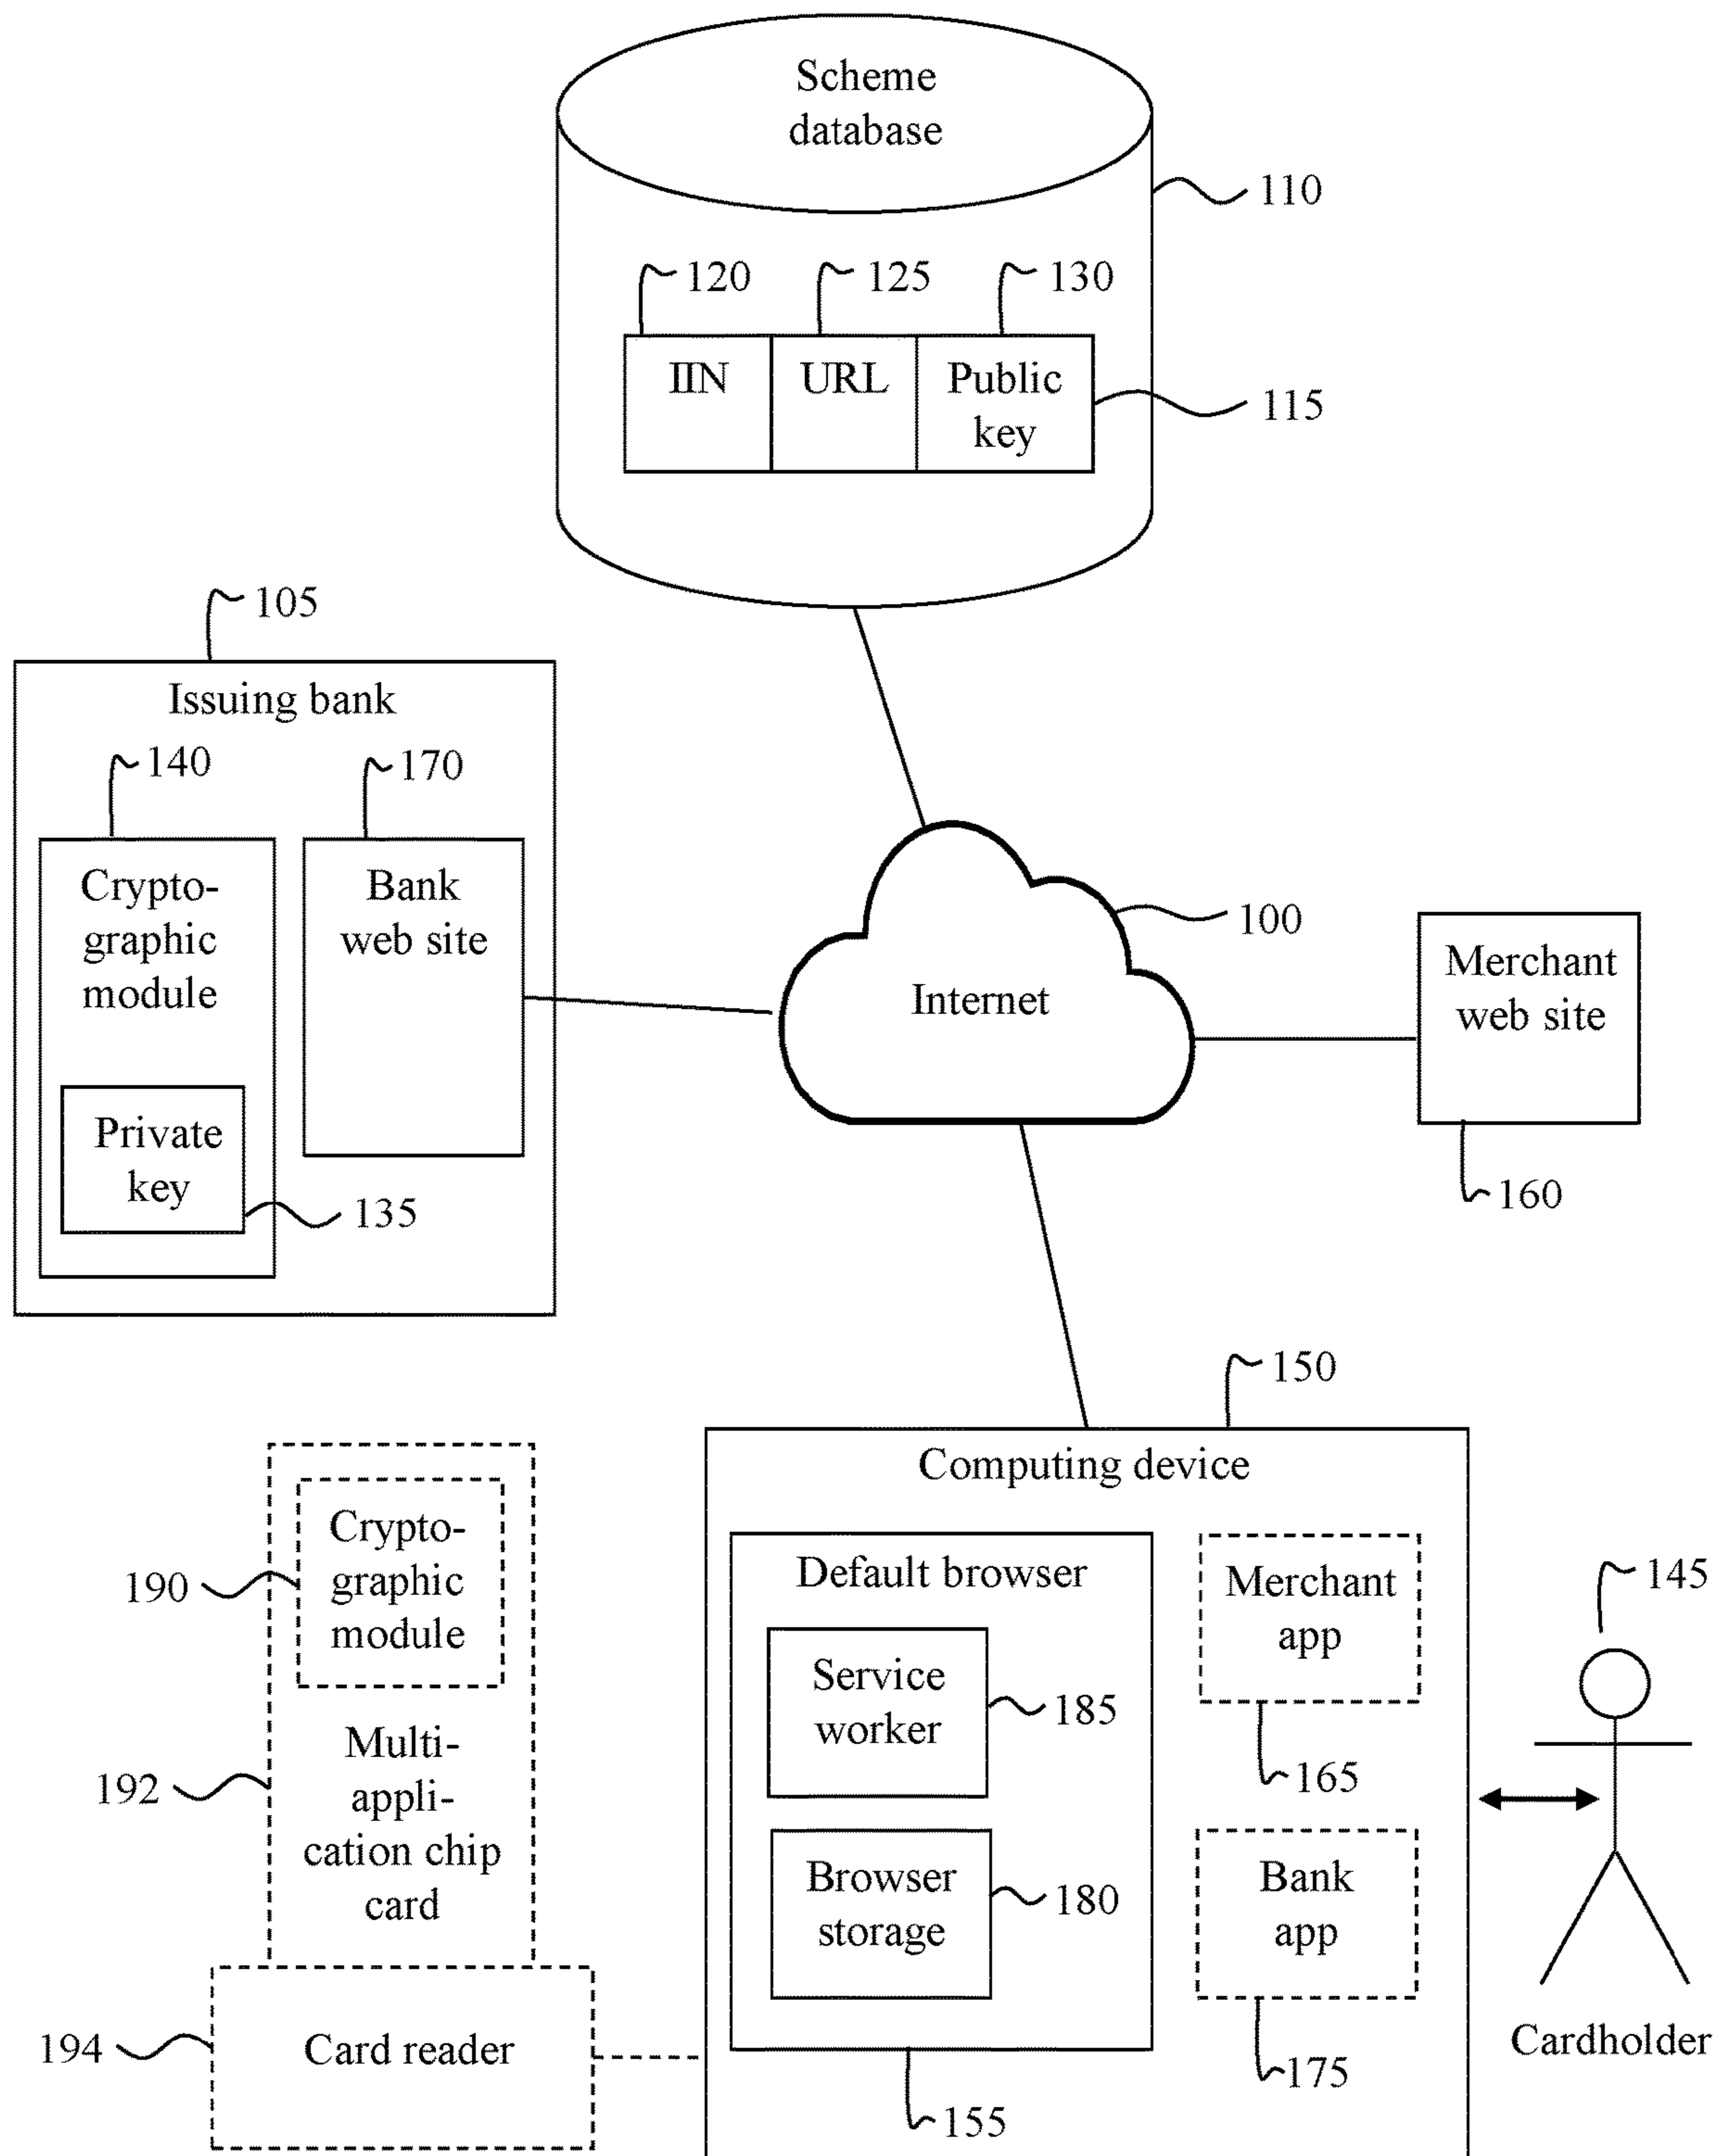 Scheme
database
110
120
125
130
IIN
URL
Public
key
115
105
Issuing bank
140
170
Crypto-
graphic
module
Bank
web site
Private
key
135
100
Internet
Merchant
web site
160
150
Computing device
Crypto-
graphic
module
190
Multi-
appli-
cation chip
card
192
Card reader
194
Default browser
Service
worker
185
Browser
storage
180
155
Merchant
app
165
Bank
app
175
145
Cardholder